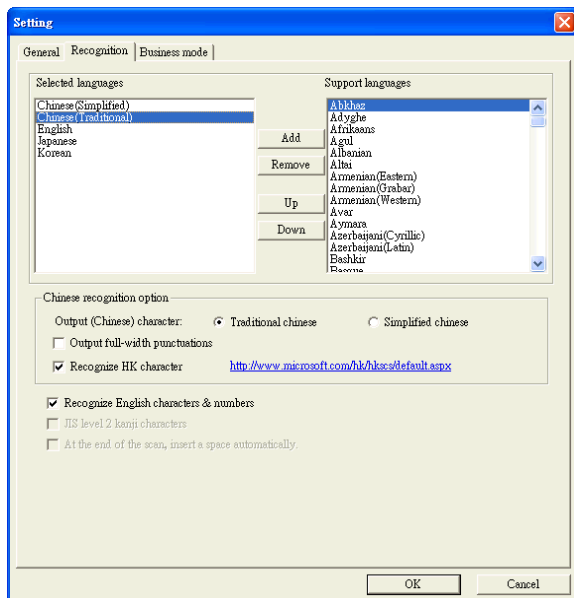 Setting
General Recognition Business mode
Selected languages Support languages
Chinese(Simplified)
Chinese(Traditional)
English
Japanese
Korean
Add
Remove
Up
Down
Abkhaz
Adyghe
Afrikaans
Agul
Albanian
Altai
Armenian(Eastern)
Armenian(Grabar)
Armenian(Western)
Avar
Aymara
Azerbaijani(Cyrillic)
Azerbaijani(Latin)
Bashkir
Basque
Chinese recognition option
Output (Chinese) character: Traditional chinese Simplified chinese
Output full-width punctuations
Recognize HK character http://www.microsoft.com/hk/hkscs/default.aspx
Recognize English characters & numbers
JIS level 2 kanji characters
At the end of the scan, insert a space automatically.
OK Cancel